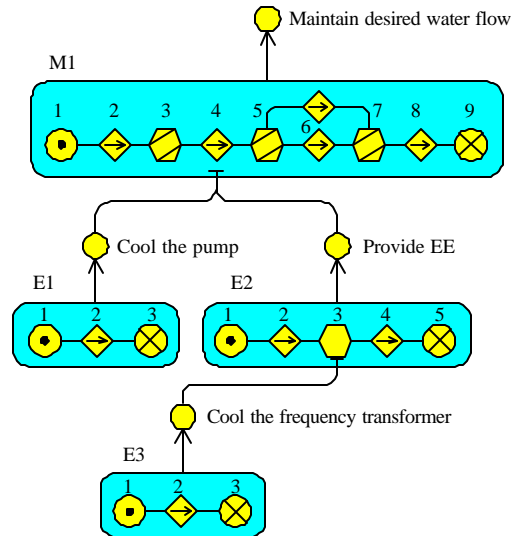 Maintain desired water flow
M1
1 2 3 4 5 6 7 8 9
Cool the pump
Provide EE
E1
E2
1 2 3
1 2 3 4 5
Cool the frequency transformer
E3
1 2 3